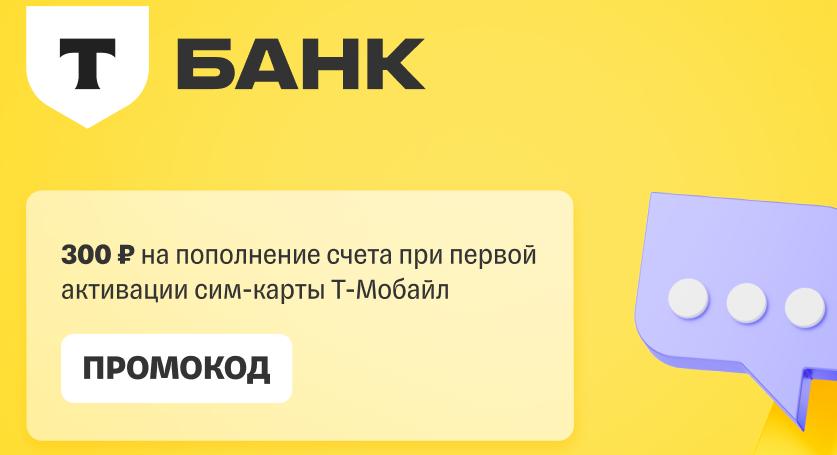 Т БАНК
300 ₽ на пополнение счета при первой
активации сим-карты Т-Мобайл
ПРОМОКОД